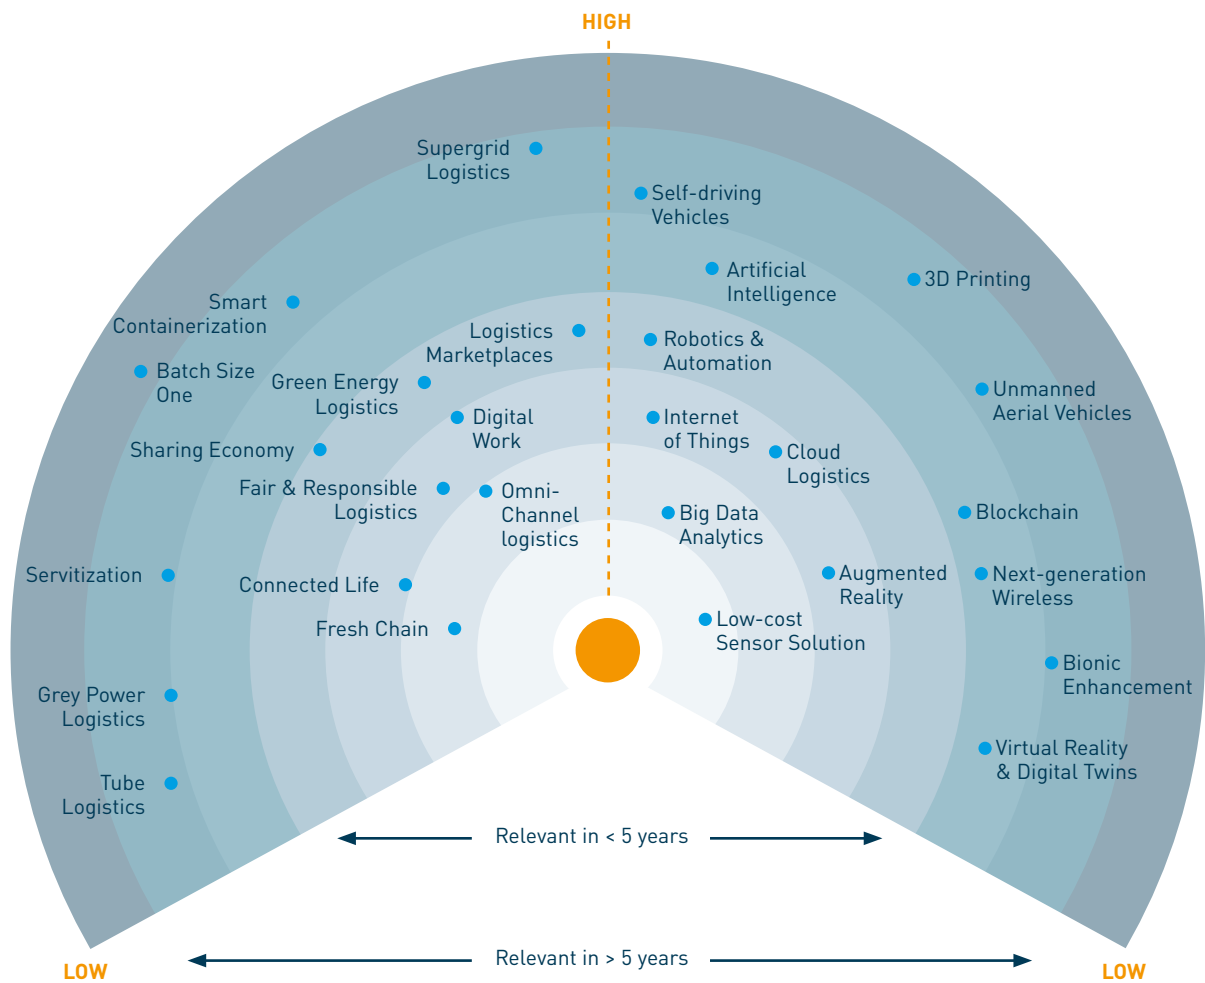 HIGH
Supergrid
Logistics
Self-driving
Vehicles
Artificial
Intelligence
3D Printing
Smart
Containerization
Logistics
Marketplaces
Robotics &
Automation
Batch Size
One
Green Energy
Logistics
Unmanned
Aerial Vehicles
Digital
Work
Internet
of Things
Sharing Economy
Cloud
Logistics
Fair & Responsible
Logistics
Omni-
Channel
logistics
Big Data
Analytics
Blockchain
Servitization
Connected Life
Augmented
Reality
Next-generation
Wireless
Fresh Chain
Low-cost
Sensor Solution
Bionic
Enhancement
Grey Power
Logistics
Virtual Reality
& Digital Twins
Tube
Logistics
Relevant in < 5 years
Relevant in > 5 years
LOW
LOW